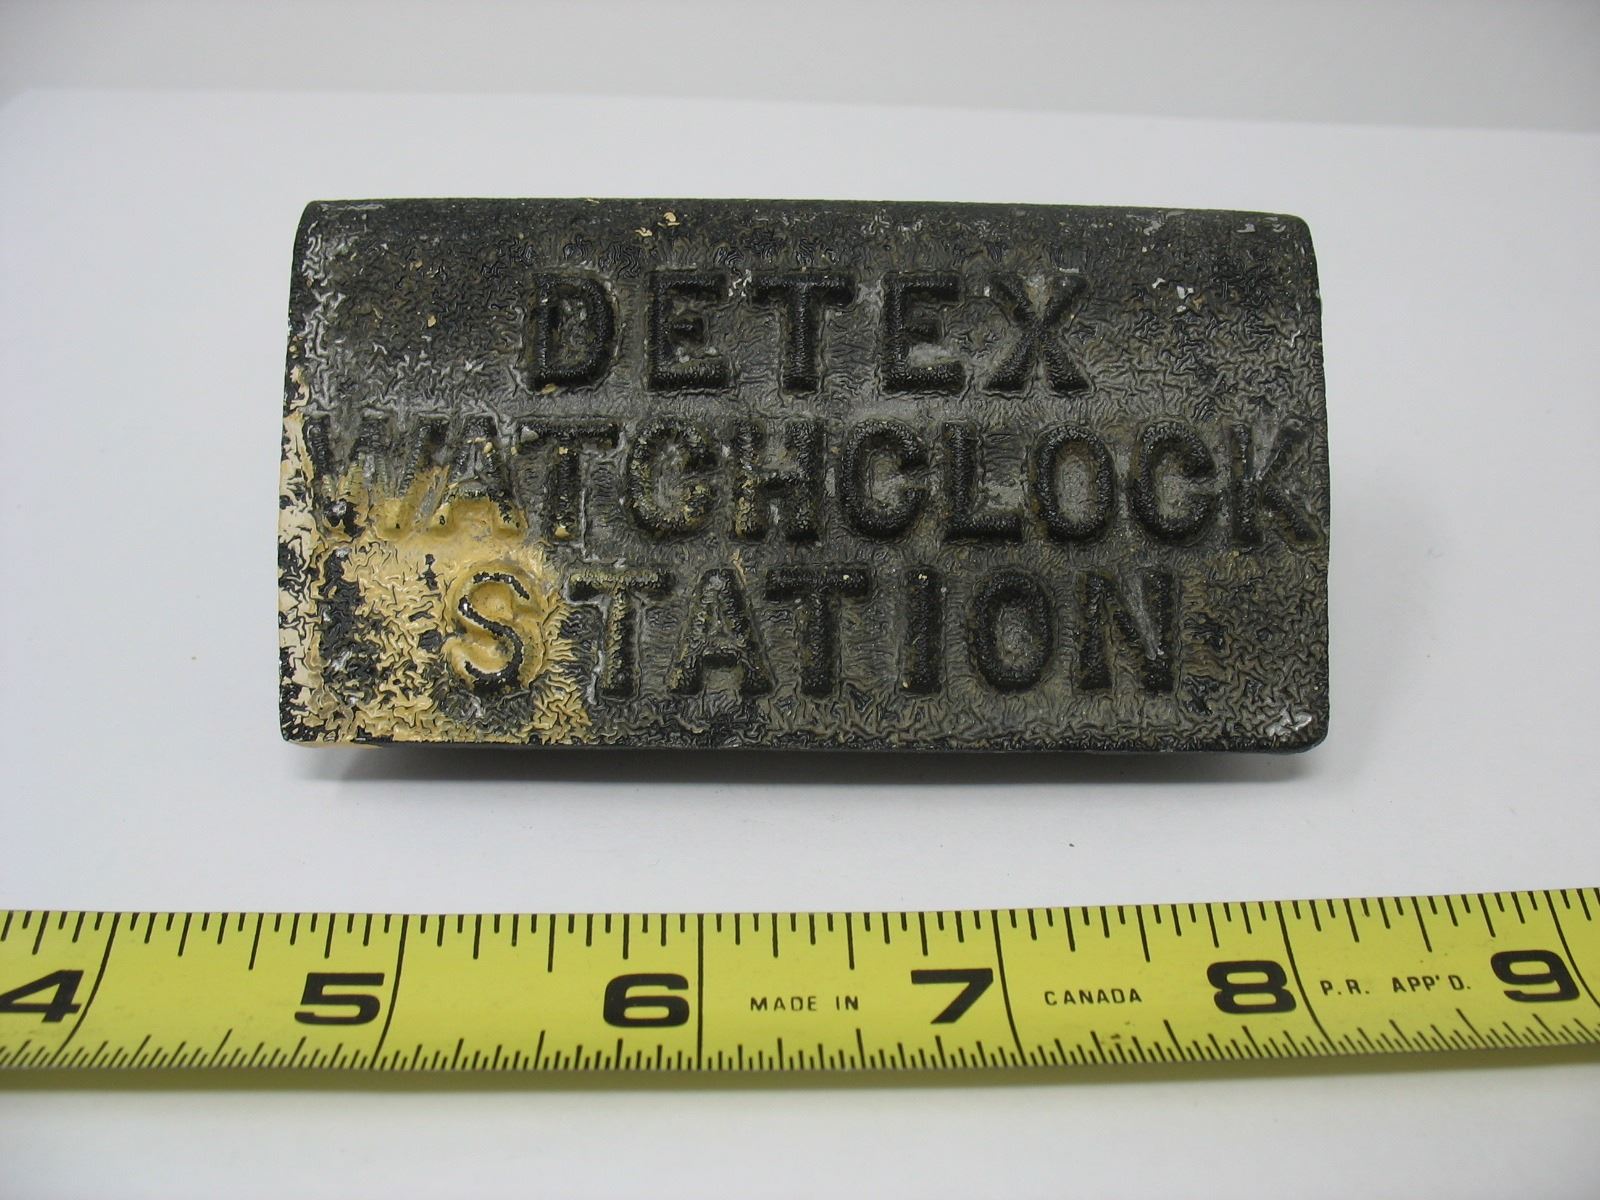 DETEX
WATCHCLOCK
STATION
4 5 6 MADE IN 7 CANADA 8 P.R. APP'D. 9